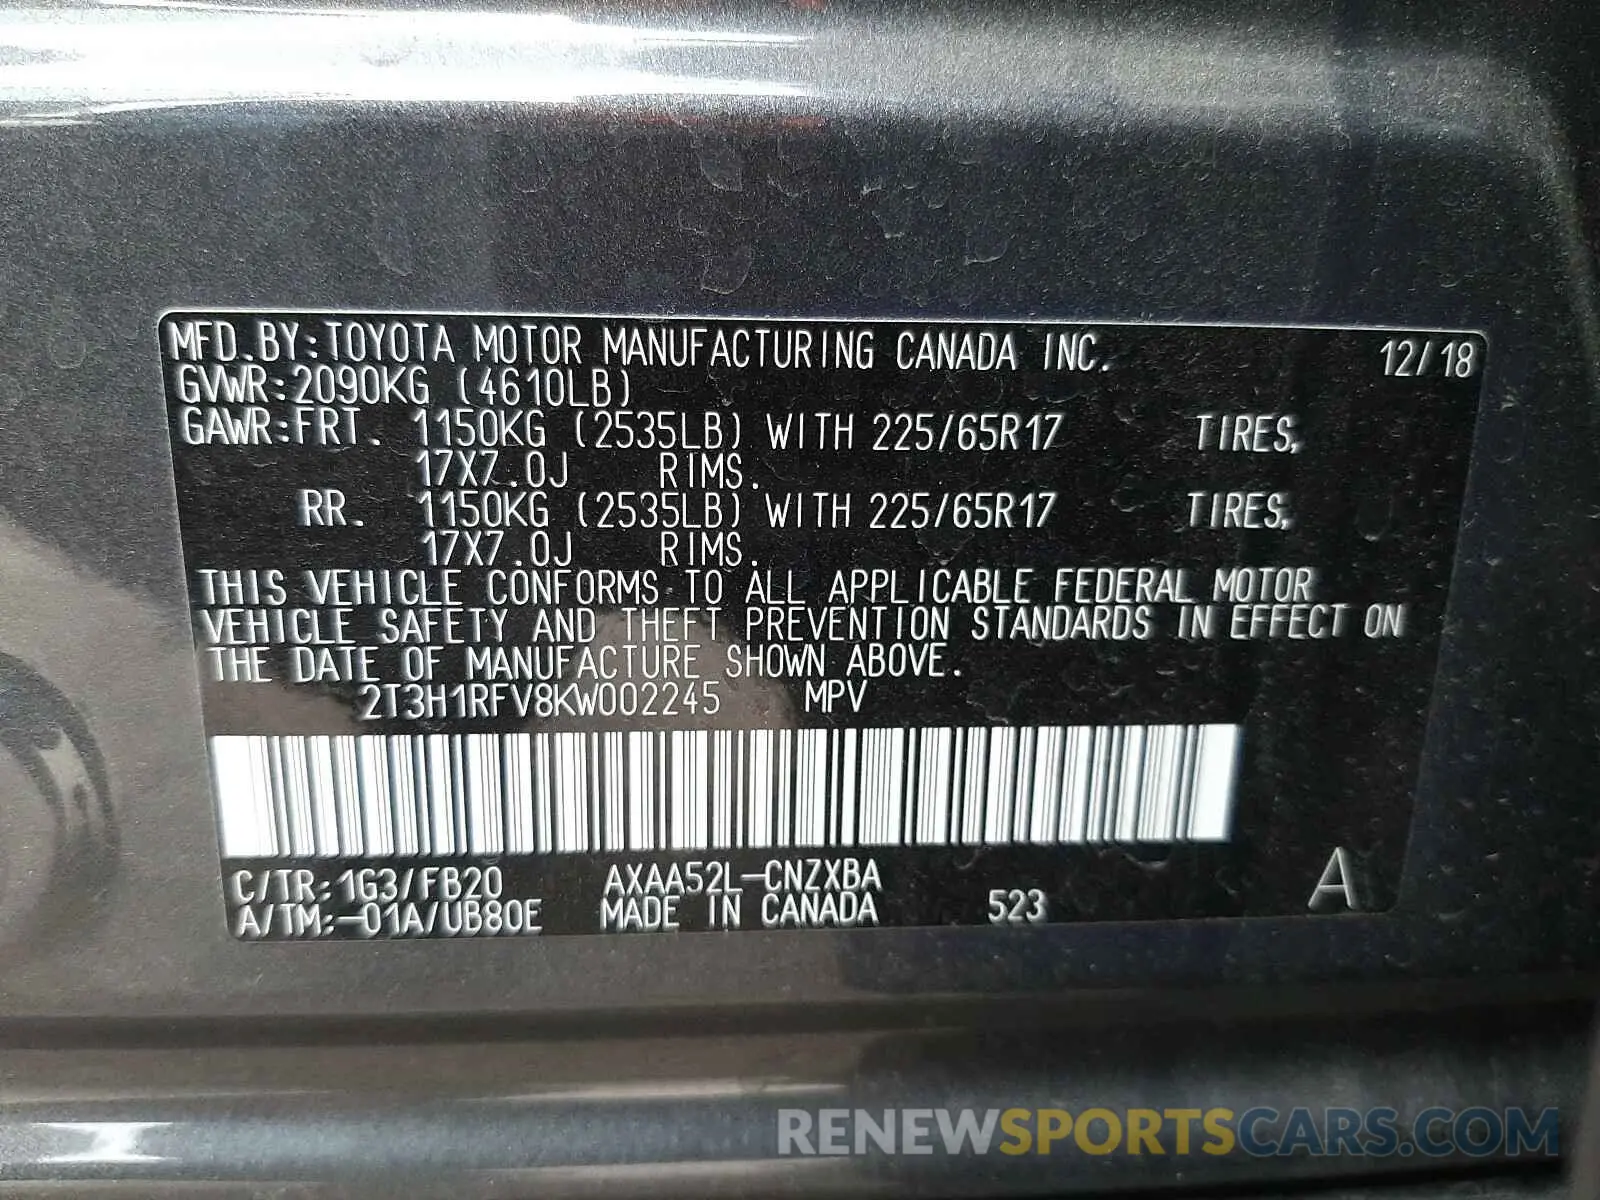 MFD.BY:TOYOTA MOTOR MANUFACTURING CANADA INC. 12/18
GVWR:2090KG (4610LB)
GAWR:FRT. 1150KG (2535LB) WITH 225/65R17 TIRES,
17X7.0J RIMS.
RR. 1150KG (2535LB) WITH 225/65R17 TIRES,
17X7.0J RIMS.
THIS VEHICLE CONFORMS TO ALL APPLICABLE FEDERAL MOTOR
VEHICLE SAFETY AND THEFT PREVENTION STANDARDS IN EFFECT ON
THE DATE OF MANUFACTURE SHOWN ABOVE.
2T3H1RFV8KW002245 MPV
C/TR:1G3/FB20 AXAA52L-CNZXBA
A/TM:-01A/UB80E MADE IN CANADA 523 A
RENEWSPORTSCARS.COM